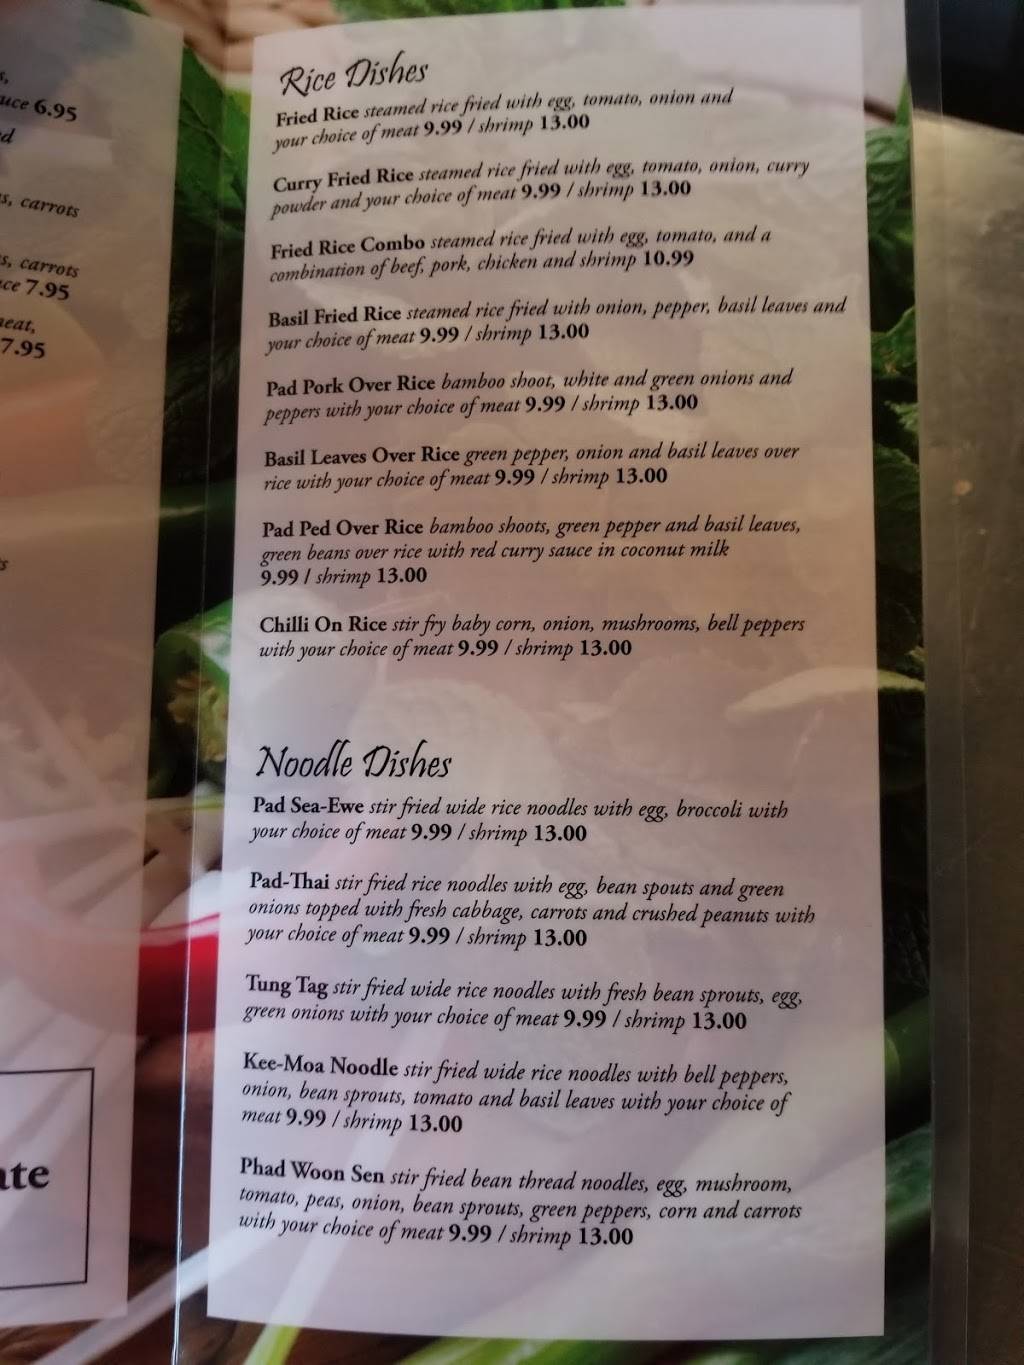 s,
uce 6.95
d
s, carrots
s, carrots
ce 7.95
neat,
7.95
s
ate
Rice Dishes
Fried Rice steamed rice fried with egg, tomato, onion and
your choice of meat 9.99 / shrimp 13.00
Curry Fried Rice steamed rice fried with egg, tomato, onion, curry
powder and your choice of meat 9.99 / shrimp 13.00
Fried Rice Combo steamed rice fried with egg, tomato, and a
combination of beef, pork, chicken and shrimp 10.99
Basil Fried Rice steamed rice fried with onion, pepper, basil leaves and
your choice of meat 9.99 / shrimp 13.00
Pad Pork Over Rice bamboo shoot, white and green onions and
peppers with your choice of meat 9.99 / shrimp 13.00
Basil Leaves Over Rice green pepper, onion and basil leaves over
rice with your choice of meat 9.99 / shrimp 13.00
Pad Ped Over Rice bamboo shoots, green pepper and basil leaves,
green beans over rice with red curry sauce in coconut milk
9.99 / shrimp 13.00
Chilli On Rice stir fry baby corn, onion, mushrooms, bell peppers
with your choice of meat 9.99 / shrimp 13.00
Noodle Dishes
Pad Sea-Ewe stir fried wide rice noodles with egg, broccoli with
your choice of meat 9.99 / shrimp 13.00
Pad-Thai stir fried rice noodles with egg, bean spouts and green
onions topped with fresh cabbage, carrots and crushed peanuts with
your choice of meat 9.99 / shrimp 13.00
Tung Tag stir fried wide rice noodles with fresh bean sprouts, egg,
green onions with your choice of meat 9.99 / shrimp 13.00
Kee-Moa Noodle stir fried wide rice noodles with bell peppers,
onion, bean sprouts, tomato and basil leaves with your choice of
meat 9.99 / shrimp 13.00
Phad Woon Sen stir fried bean thread noodles, egg, mushroom,
tomato, peas, onion, bean sprouts, green peppers, corn and carrots
with your choice of meat 9.99 / shrimp 13.00